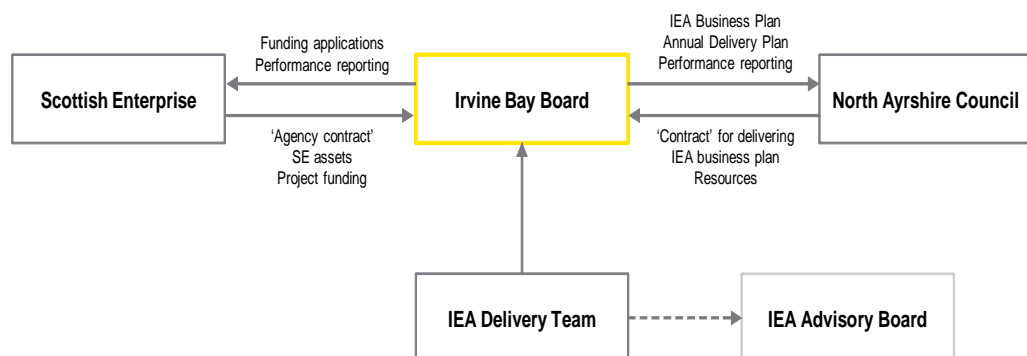 Funding applications
Performance reporting
IEA Business Plan
Annual Delivery Plan
Performance reporting
Scottish Enterprise
Irvine Bay Board
North Ayrshire Council
‘Agency contract’
SE assets
Project funding
‘Contract’ for delivering
IEA business plan
Resources
IEA Delivery Team
IEA Advisory Board